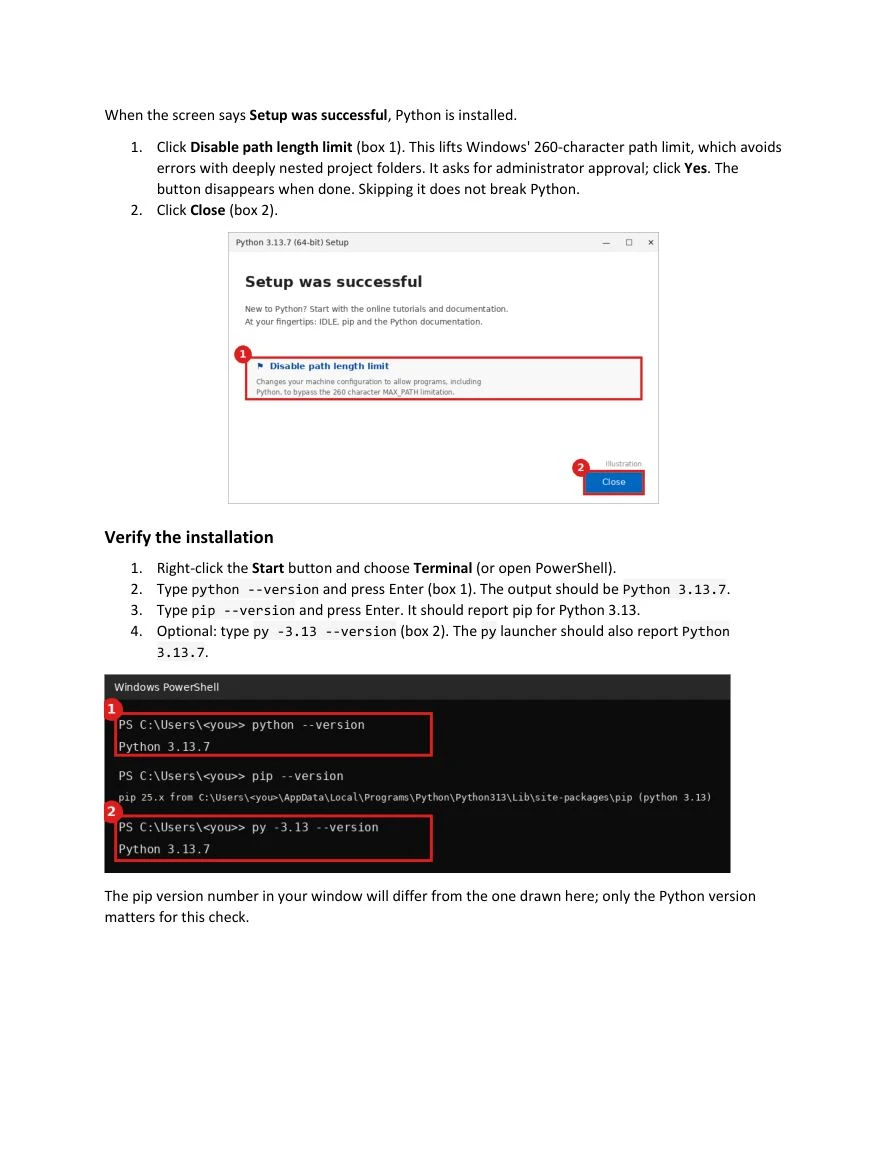 When the screen says Setup was successful, Python is installed.
1. Click Disable path length limit (box 1). This lifts Windows' 260-character path limit, which avoids
errors with deeply nested project folders. It asks for administrator approval; click Yes. The
button disappears when done. Skipping it does not break Python.
2. Click Close (box 2).
Python 3.13.7 (64-bit) Setup
Setup was successful
New to Python? Start with the online tutorials and documentation.
At your fingertips: IDLE, pip and the Python documentation.
1
Disable path length limit
Changes your machine configuration to allow programs, including
Python, to bypass the 260 character MAX_PATH limitation.
Illustration
2
Close
Verify the installation
1. Right-click the Start button and choose Terminal (or open PowerShell).
2. Type python --version and press Enter (box 1). The output should be Python 3.13.7.
3. Type pip --version and press Enter. It should report pip for Python 3.13.
4. Optional: type py -3.13 --version (box 2). The py launcher should also report Python
3.13.7.
Windows PowerShell
1
PS C:\Users\<you>> python --version
Python 3.13.7
PS C:\Users\<you>> pip --version
pip 25.x from C:\Users\<you>\AppData\Local\Programs\Python\Python313\Lib\site-packages\pip (python 3.13)
2
PS C:\Users\<you>> py -3.13 --version
Python 3.13.7
The pip version number in your window will differ from the one drawn here; only the Python version
matters for this check.